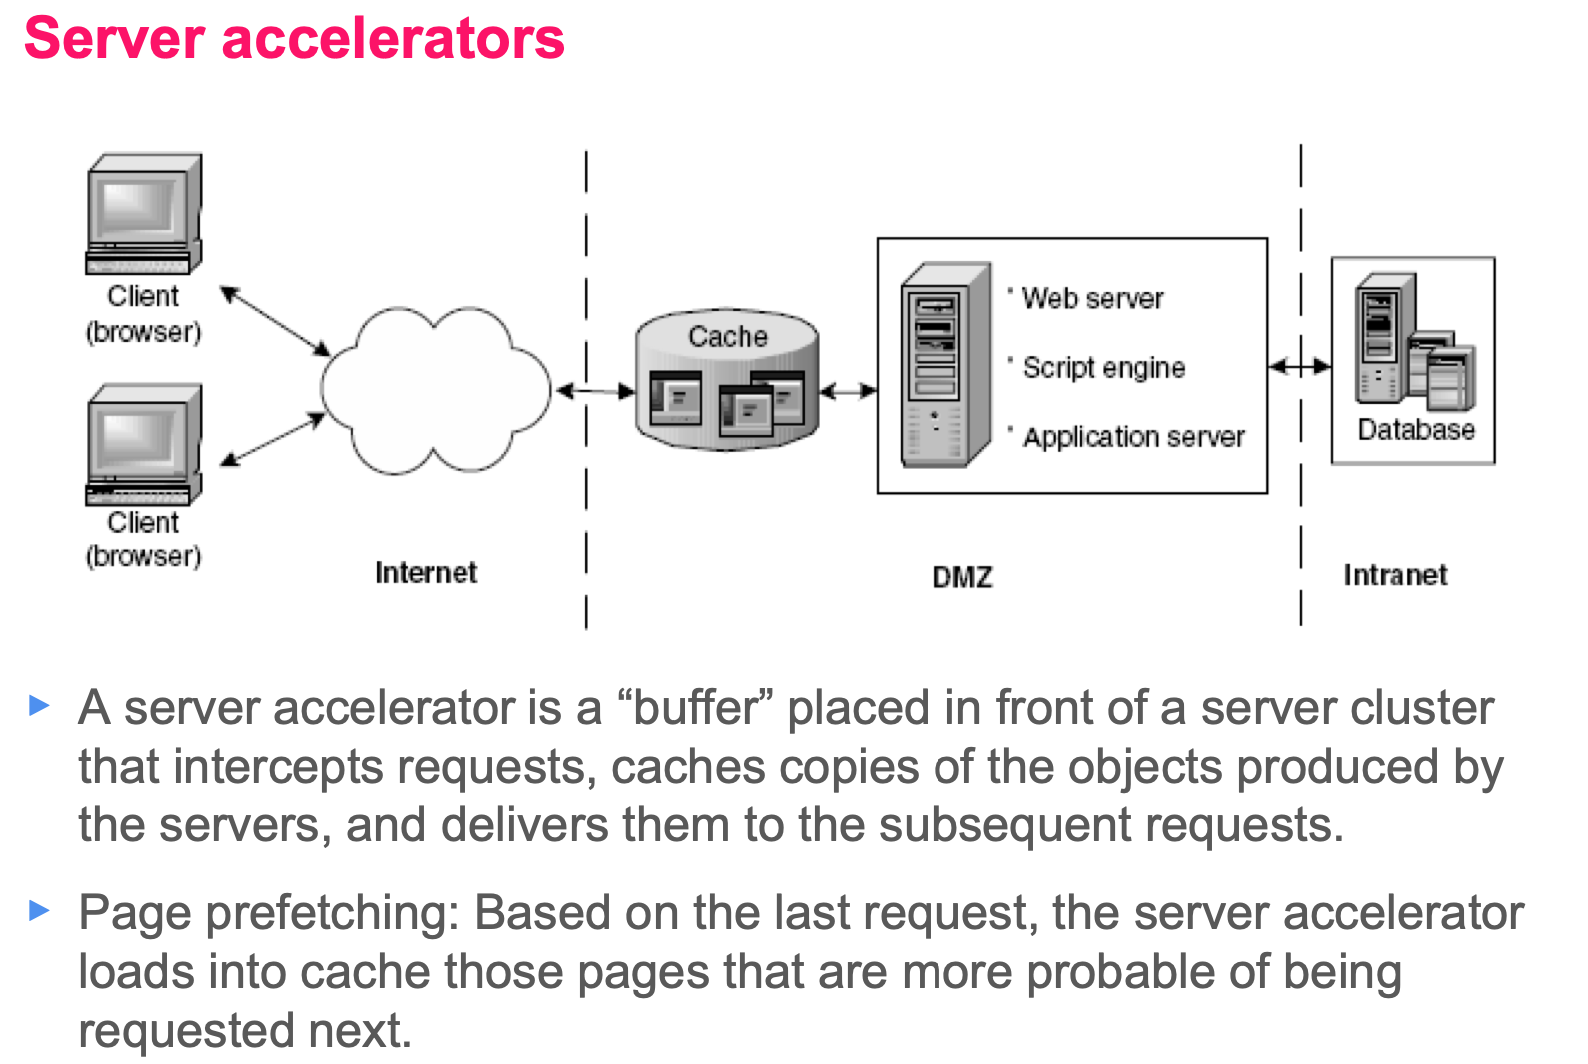 Server accelerators
Client
(browser)
Client
(browser)
Internet
Cache
* Web server
* Script engine
* Application server
DMZ
Database
Intranet
▸ A server accelerator is a “buffer” placed in front of a server cluster
that intercepts requests, caches copies of the objects produced by
the servers, and delivers them to the subsequent requests.
▸ Page prefetching: Based on the last request, the server accelerator
loads into cache those pages that are more probable of being
requested next.